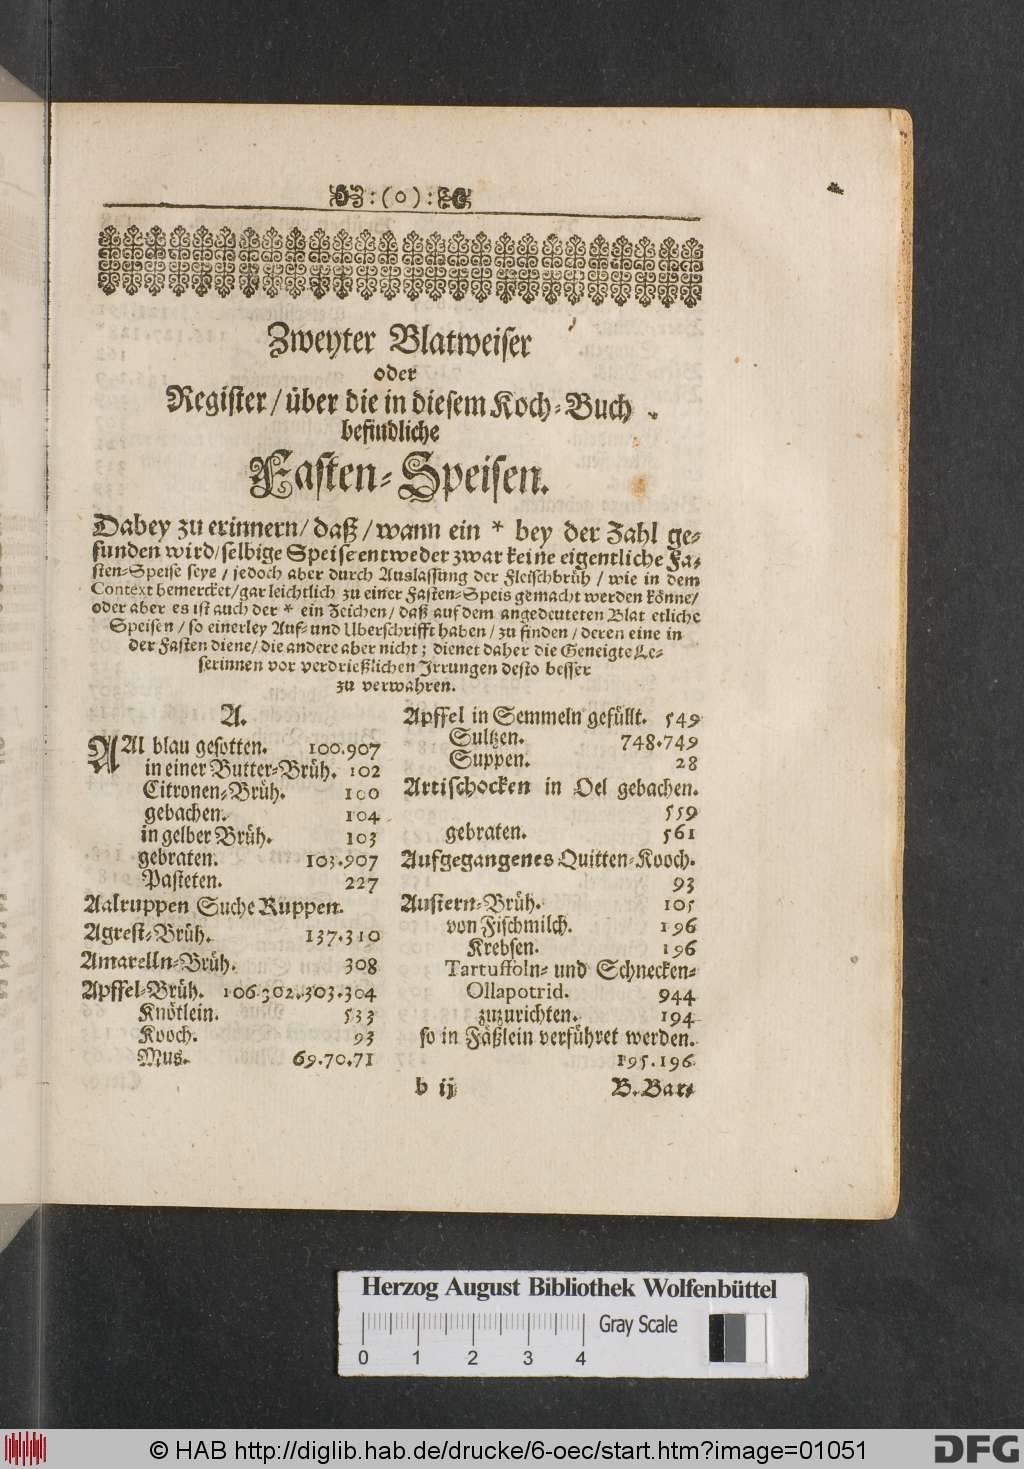 :(o):
Zweyter Blatweiser
oder
Register/über die in diesem Koch-Buch
befindliche
Fasten-Speisen.
Dabey zu erinnern/daß/wann ein * bey der Zahl ge-
funden wird/selbige Speise entweder zwar keine eigentliche Fa-
sten-Speise seye/jedoch aber durch Auslassung der Fleischbrüh/wie in dem
Context bemercket/gar leichtlich zu einer Fasten-Speis gemacht werden könne/
oder aber es ist auch der * ein Zeichen/daß auf dem angedeuteten Blat etliche
Speisen/so einerley Auf- und Uberschrifft haben/zu finden/deren eine in
der Fasten diene/die andere aber nicht; dienet daher die Geneigte Le-
serinnen vor verdrießlichen Irrungen desto besser
zu verwahren.
A.
AAl blau gesotten. 100.907
in einer Butter-Brüh. 102
Citronen-Brüh. 100
gebachen. 104
in gelber Brüh. 103
gebraten. 103.907
Pasteten. 227
Aalruppen Suche Ruppen.
Agrest-Brüh. 137.310
Amarelln-Brüh. 308
Apffel-Brüh. 106.302.303.304
Knötlein. 533
Kooch. 93
Mus. 69.70.71
Apffel in Semmeln gefüllt. 549
Sultzen. 748.749
Suppen. 28
Artischocken in Oel gebachen.
559
gebraten. 561
Aufgegangenes Quitten-Kooch.
93
Austern-Brüh. 105
von Fischmilch. 196
Krebsen. 196
Tartuffoln- und Schnecken-
Ollapotrid. 944
zuzurichten. 194
so in Fäßlein verführet werden.
195.196
b ij B. Bar-
Herzog August Bibliothek Wolfenbüttel
Gray Scale
0 1 2 3 4
© HAB http://diglib.hab.de/drucke/6-oec/start.htm?image=01051
DFG